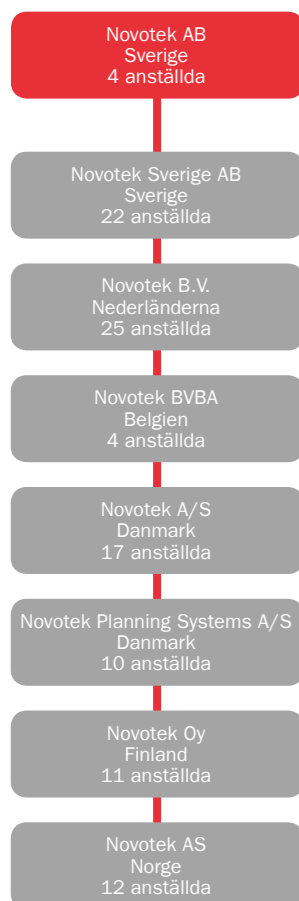 Novotek AB
Sverige
4 anställda
Novotek Sverige AB
Sverige
22 anställda
Novotek B.V.
Nederländerna
25 anställda
Novotek BVBA
Belgien
4 anställda
Novotek A/S
Danmark
17 anställda
Novotek Planning Systems A/S
Danmark
10 anställda
Novotek Oy
Finland
11 anställda
Novotek AS
Norge
12 anställda